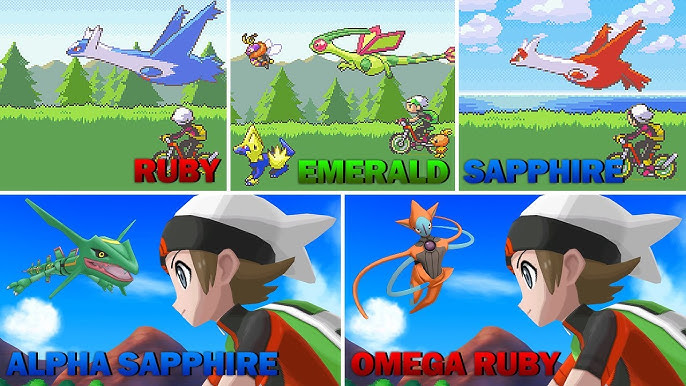 RUBY
EMERALD
SAPPHIRE
ALPHA SAPPHIRE
OMEGA RUBY